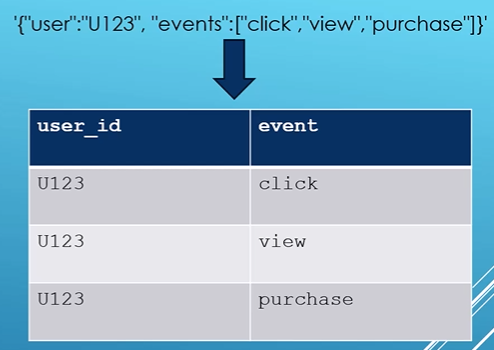 '{"user":"U123", "events":["click","view","purchase"]}'
user_id event
U123 click
U123 view
U123 purchase